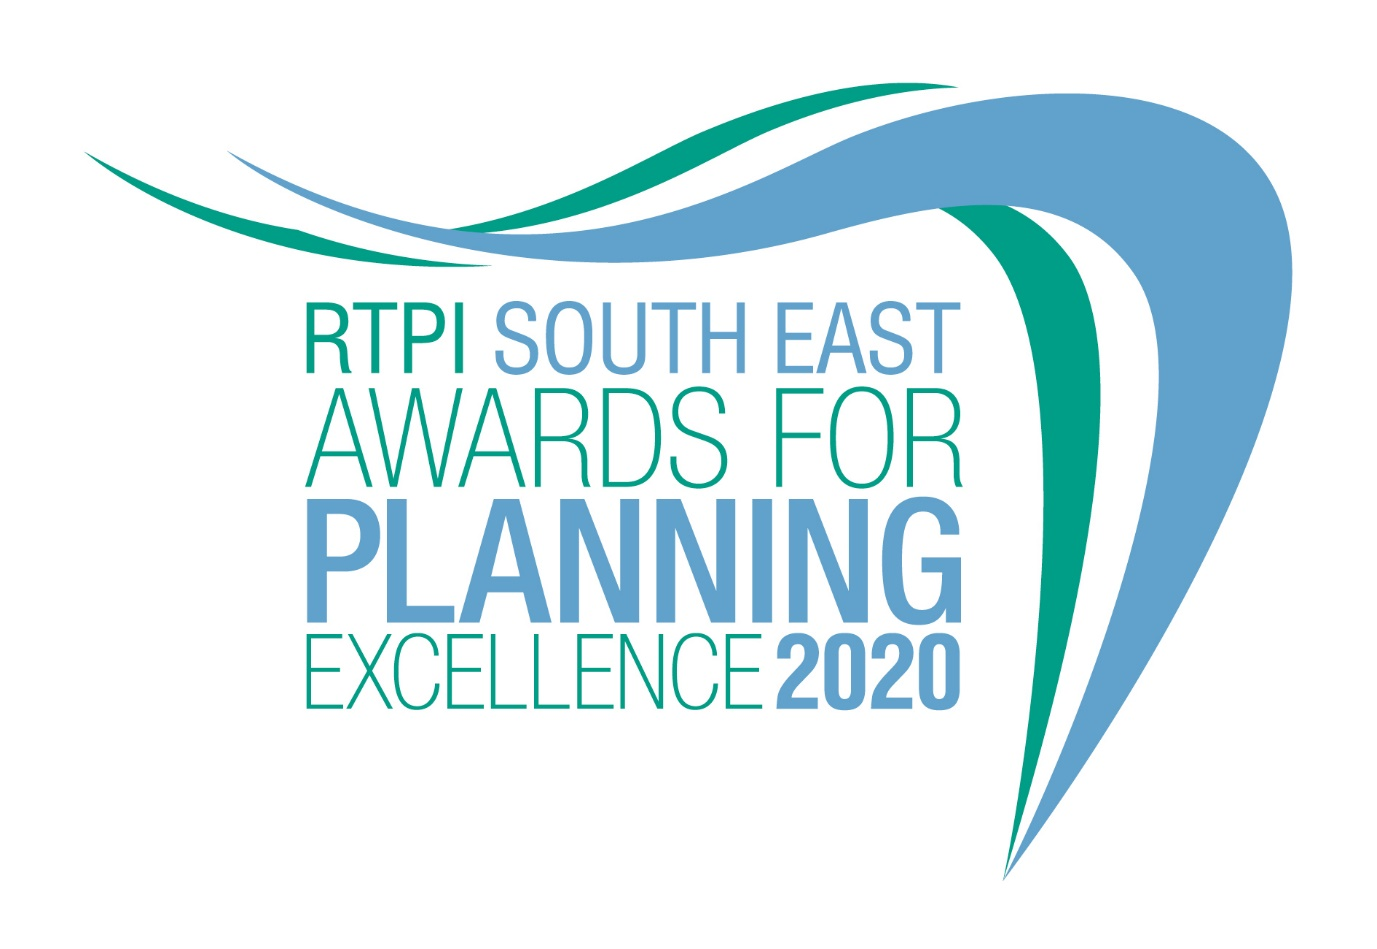 RTPI SOUTH EAST
AWARDS FOR
PLANNING
EXCELLENCE 2020